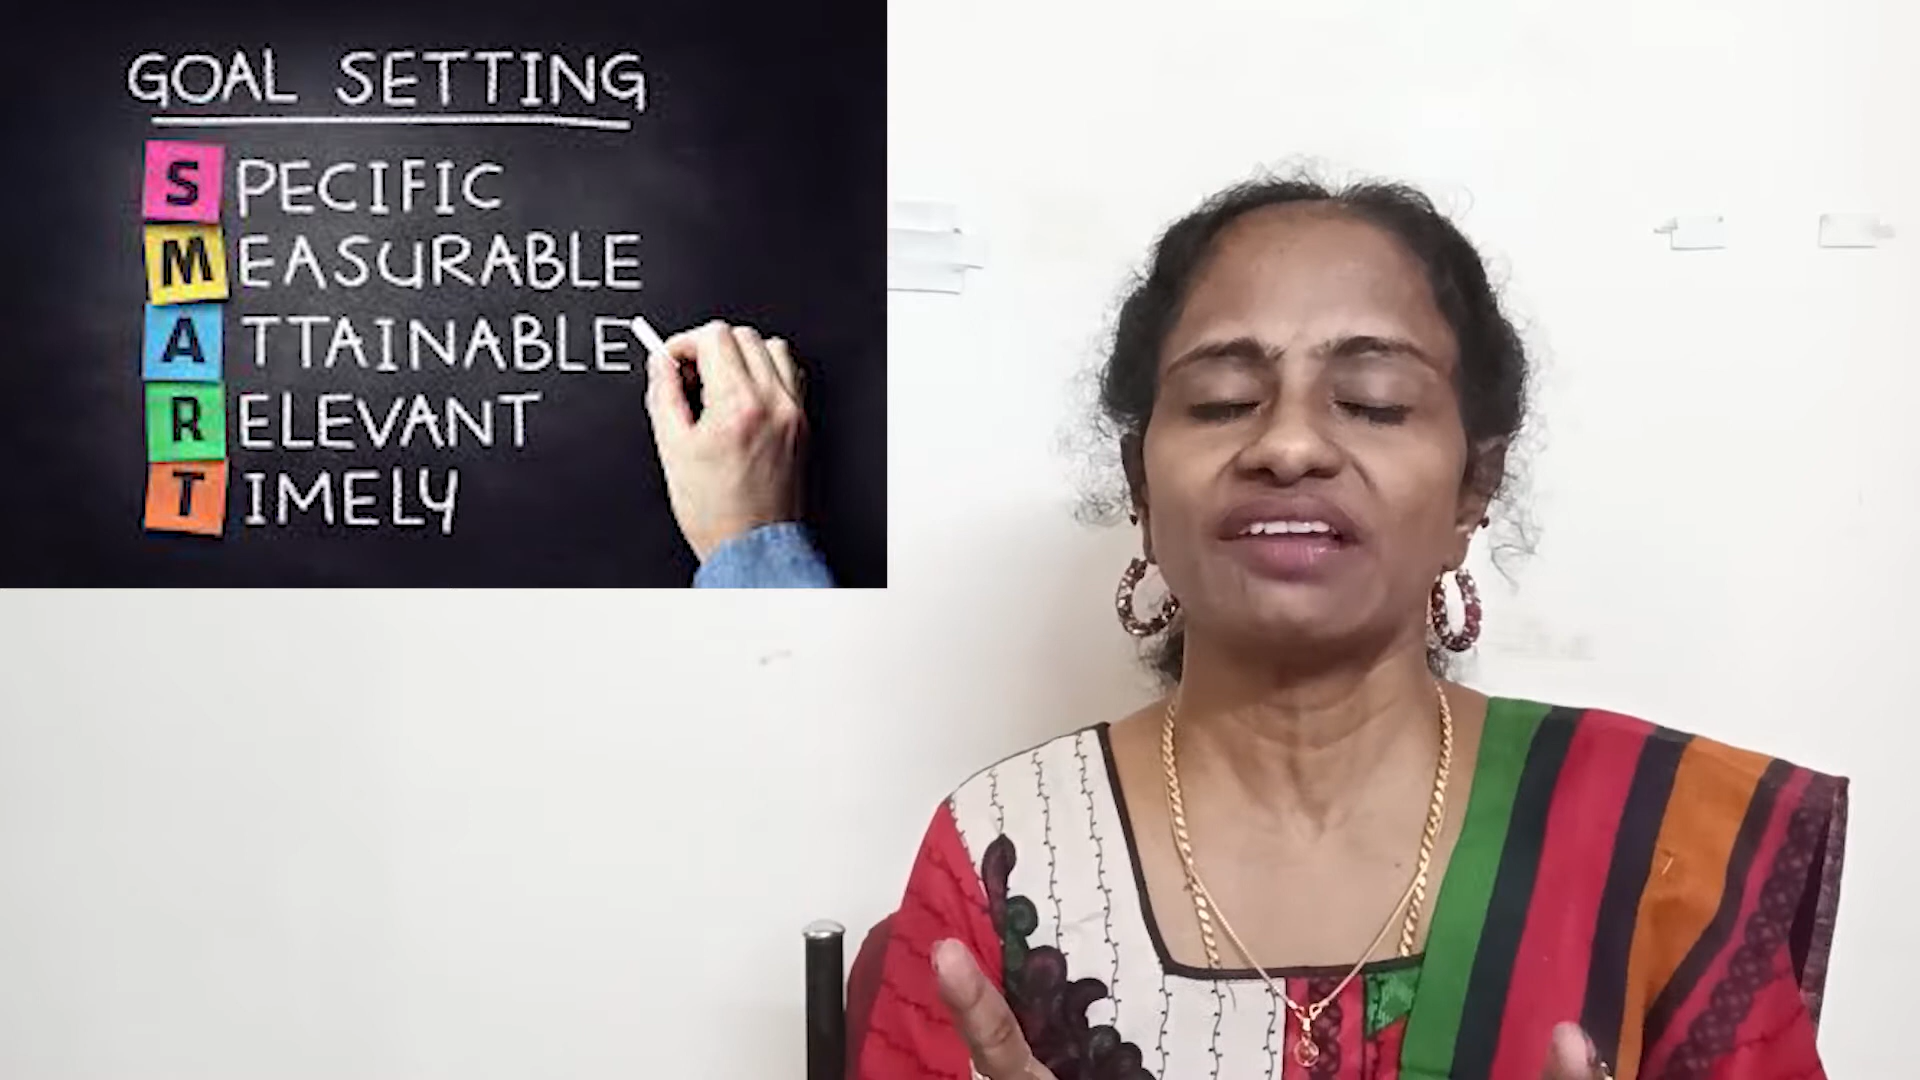 GOAL SETTING
SPECIFIC
MEASURABLE
ATTAINABLE
RELEVANT
TIMELY